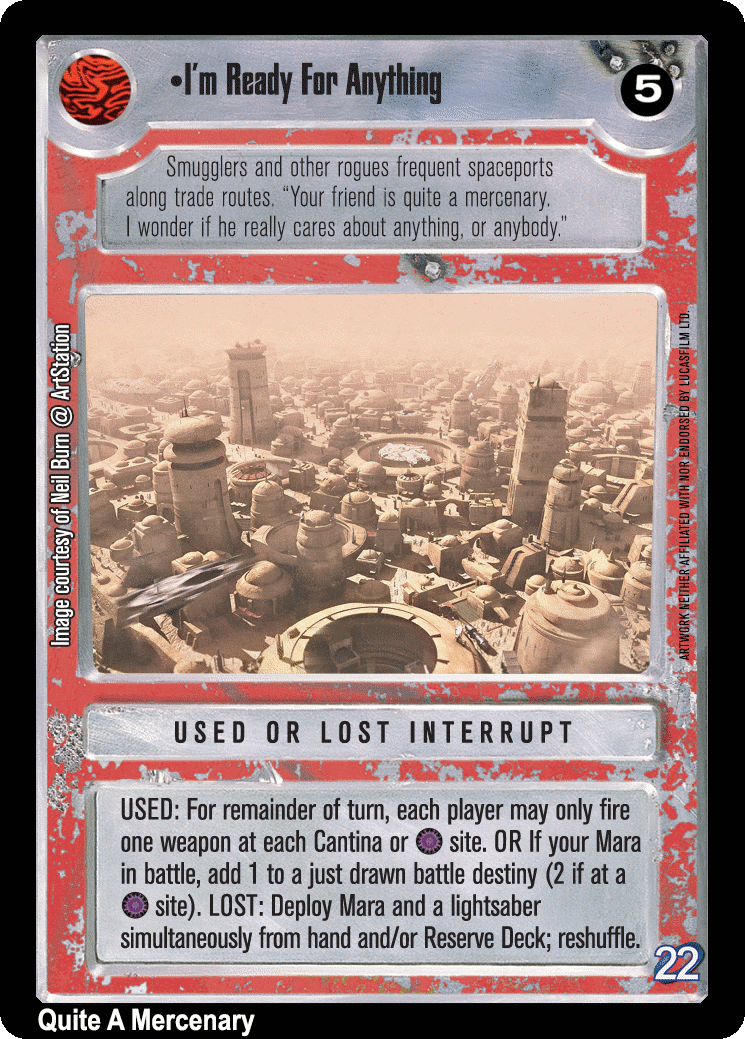 •I'm Ready For Anything
5
Smugglers and other rogues frequent spaceports
along trade routes. “Your friend is quite a mercenary.
I wonder if he really cares about anything, or anybody.”
Image courtesy of Neil Burn @ ArtStation
ARTWORK NEITHER AFFILIATED WITH NOR ENDORSED BY LUCASFILM LTD.
USED OR LOST INTERRUPT
USED: For remainder of turn, each player may only fire
one weapon at each Cantina or site. OR If your Mara
in battle, add 1 to a just drawn battle destiny (2 if at a
site). LOST: Deploy Mara and a lightsaber
simultaneously from hand and/or Reserve Deck; reshuffle.
22
Quite A Mercenary